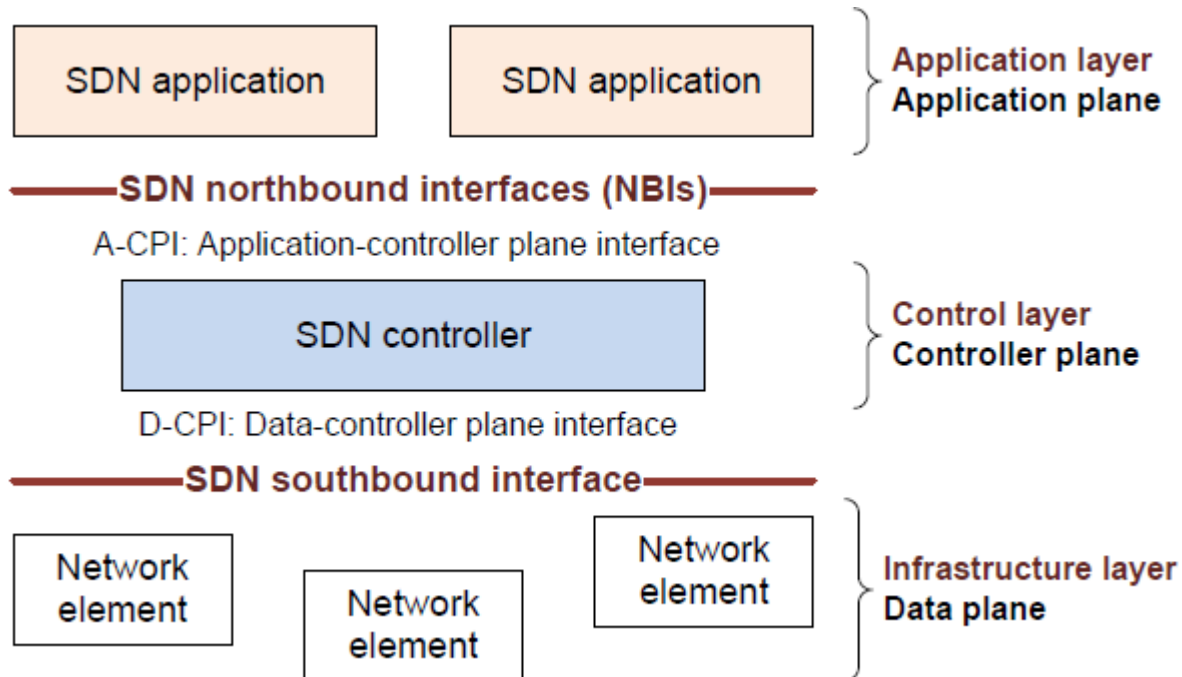 SDN application
SDN application
Application layer
Application plane
SDN northbound interfaces (NBIs)
A-CPI: Application-controller plane interface
SDN controller
Control layer
Controller plane
D-CPI: Data-controller plane interface
SDN southbound interface
Network
element
Network
element
Network
element
Infrastructure layer
Data plane